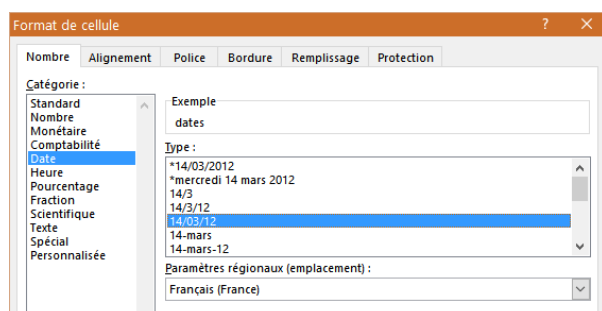 Format de cellule ? ×
Nombre Alignement Police Bordure Remplissage Protection
Catégorie :
Standard
Nombre
Monétaire
Comptabilité
Date
Heure
Pourcentage
Fraction
Scientifique
Texte
Spécial
Personnalisée
Exemple
dates
Type :
*14/03/2012
*mercredi 14 mars 2012
14/3
14/3/12
14/03/12
14-mars
14-mars-12
Paramètres régionaux (emplacement) :
Français (France)